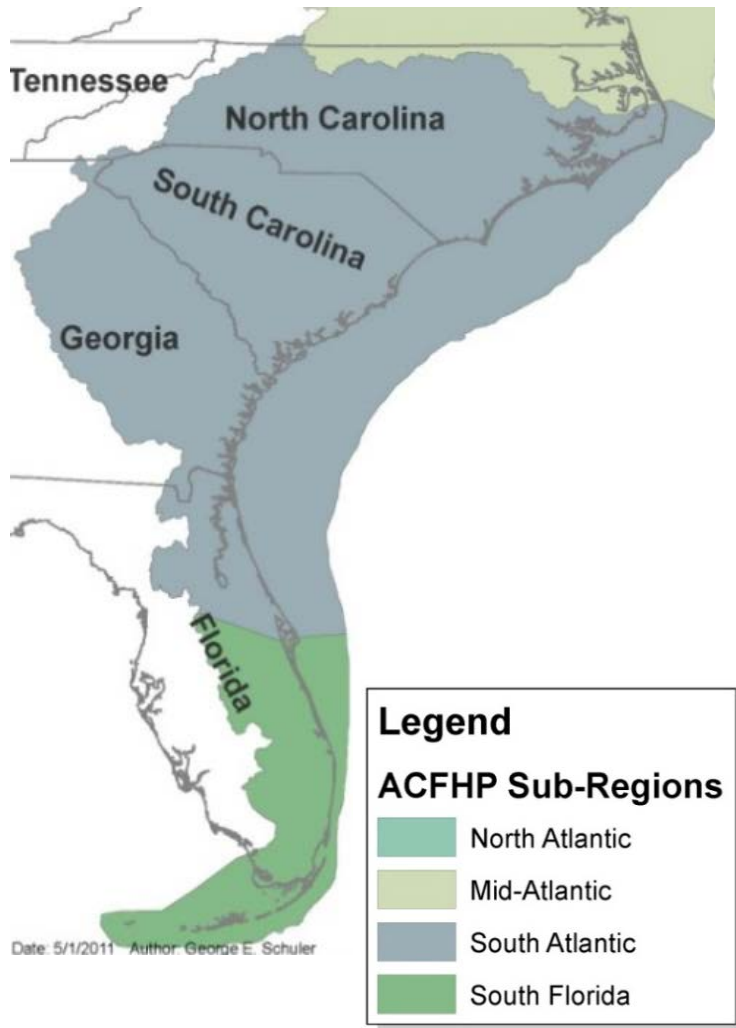 Tennessee
North Carolina
South Carolina
Georgia
Florida
Legend
ACFHP Sub-Regions
North Atlantic
Mid-Atlantic
South Atlantic
South Florida
Date: 5/1/2011 Author: George E. Schuler